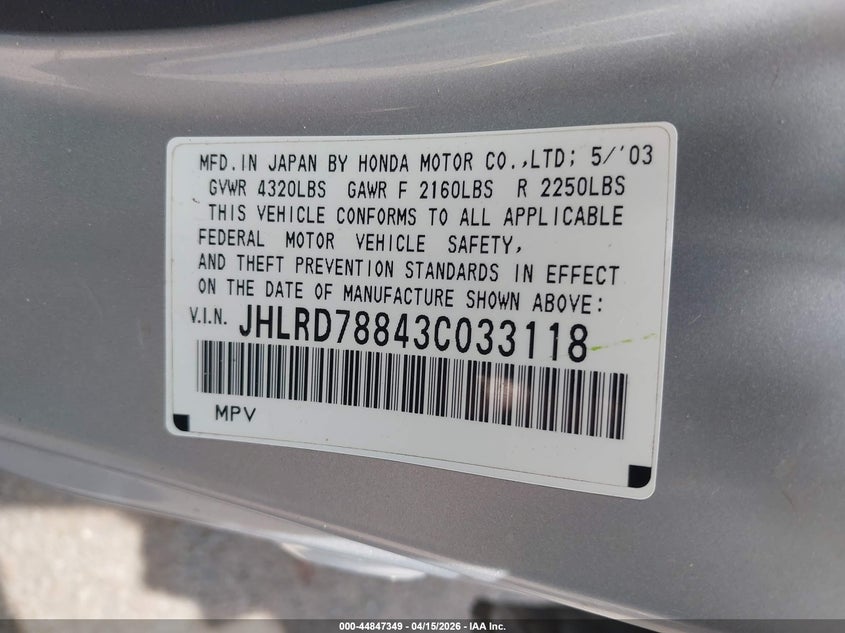 MFD.IN JAPAN BY HONDA MOTOR CO.,LTD; 5/'03
GVWR 4320LBS GAWR F 2160LBS R 2250LBS
THIS VEHICLE CONFORMS TO ALL APPLICABLE
FEDERAL MOTOR VEHICLE SAFETY,
AND THEFT PREVENTION STANDARDS IN EFFECT
ON THE DATE OF MANUFACTURE SHOWN ABOVE:
V.I.N. JHLRD78843C033118
MPV
000-44847349 - 04/15/2026 - IAA Inc.